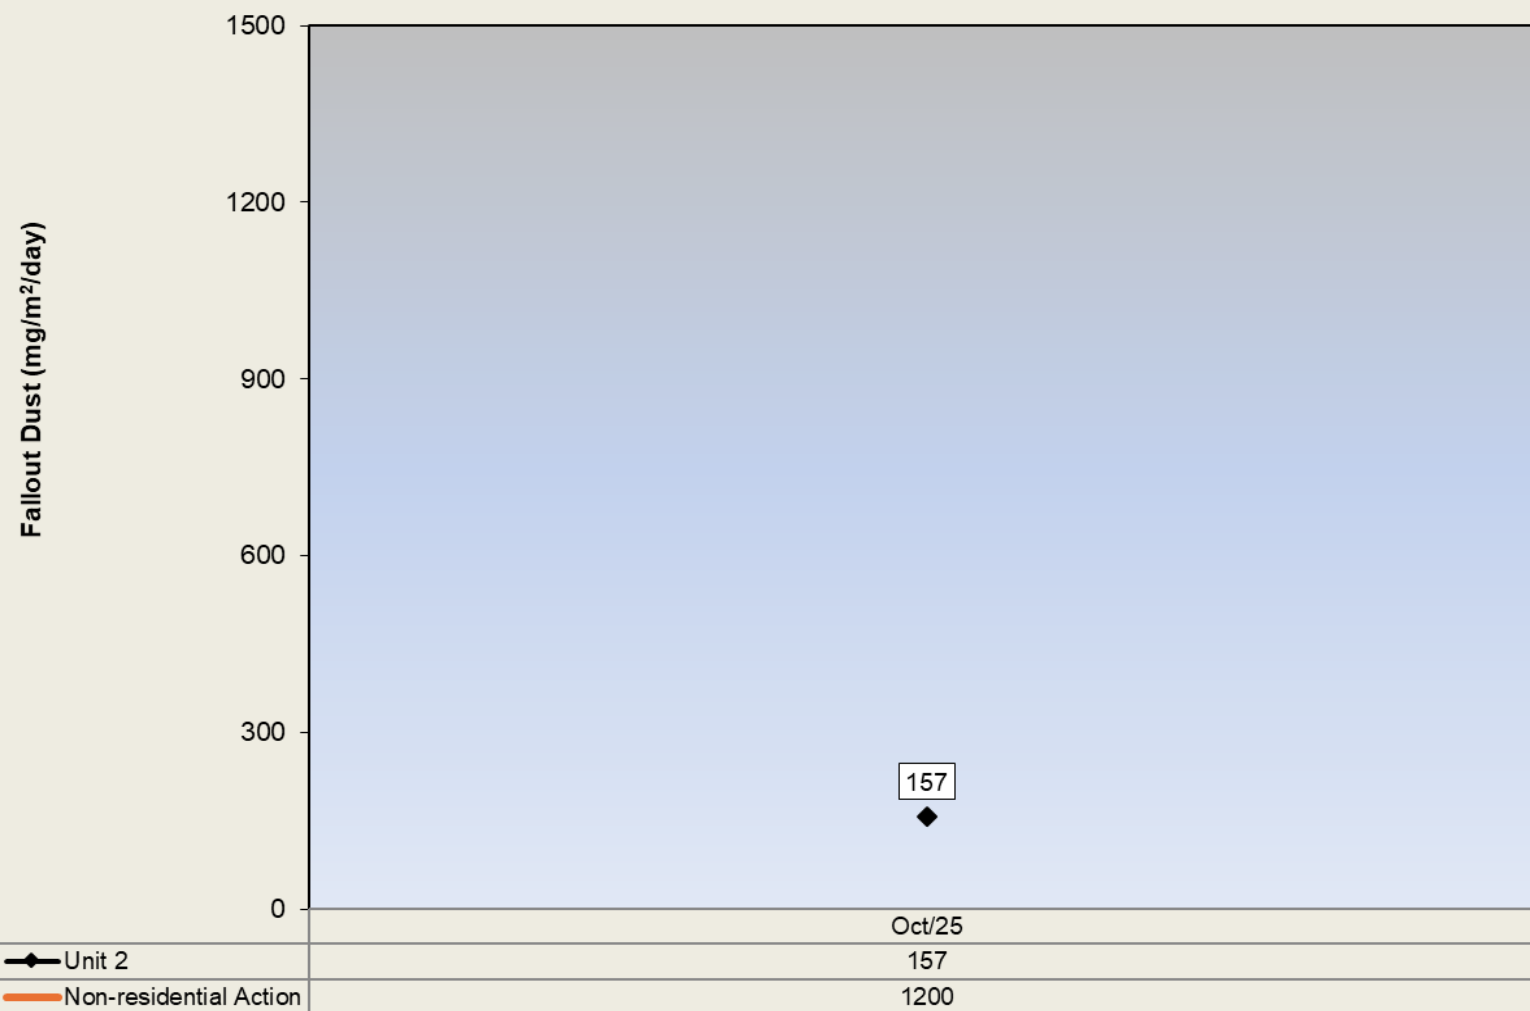 1500
1200
900
600
300
0
Fallout Dust (mg/m²/day)
157
Oct/25
Unit 2 157
Non-residential Action 1200